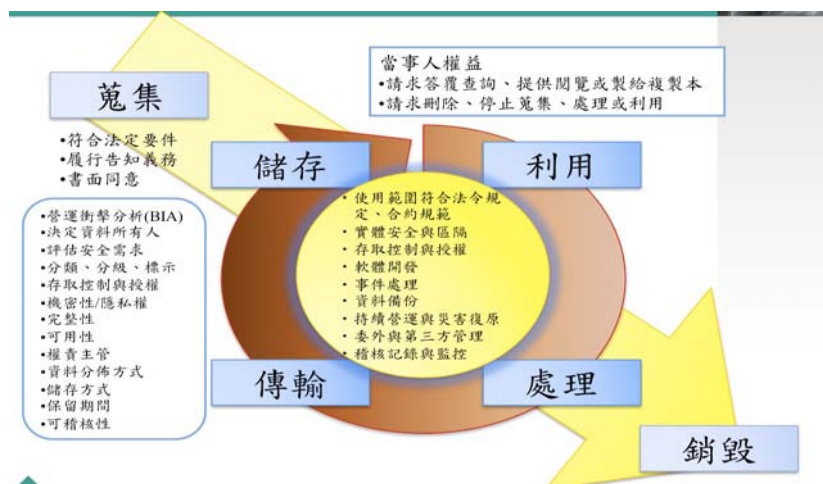 蒐集
•符合法定要件
•履行告知義務
•書面同意
當事人權益
•請求答覆查詢、提供閱覽或製給複製本
•請求刪除、停止蒐集、處理或利用
儲存
利用
•營運衝擊分析(BIA)
•決定資料所有人
•評估安全需求
•分類、分級、標示
•存取控制與授權
•機密性/隱私權
•完整性
•可用性
•權責主管
•資料分佈方式
•儲存方式
•保留期間
•可稽核性
• 使用範圍符合法令規
定、合約規範
• 實體安全與區隔
• 存取控制與授權
• 軟體開發
• 事件處理
• 資料備份
• 持續營運與災害復原
• 委外與第三方管理
• 稽核記錄與監控
傳輸
處理
銷毀